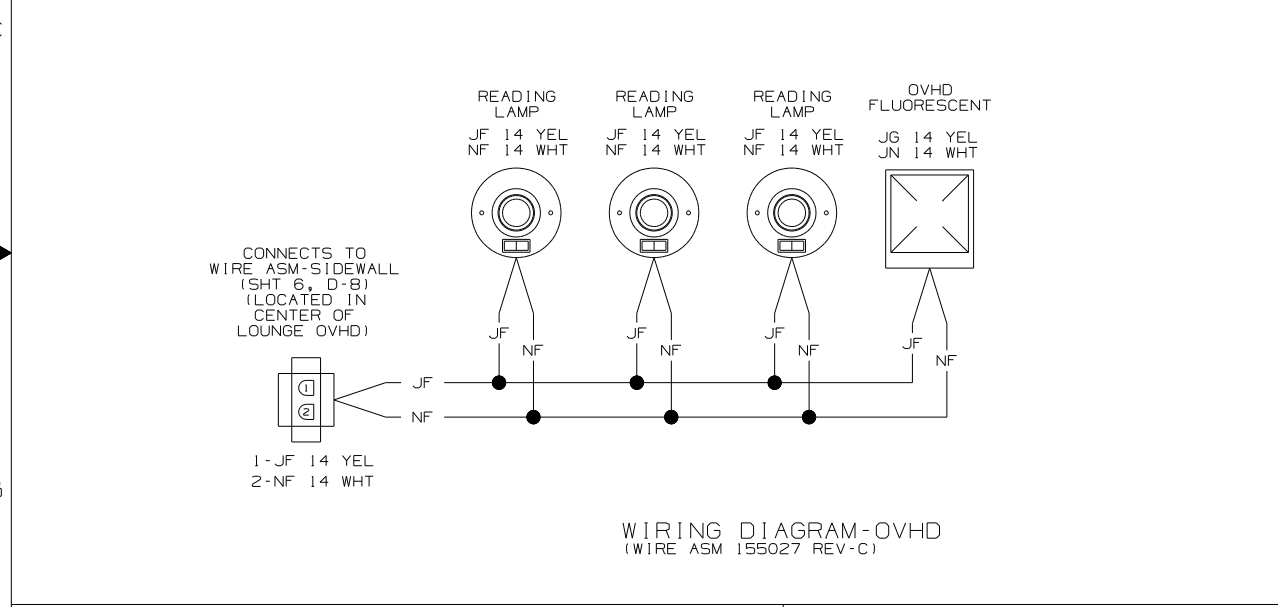 READING
LAMP
JF 14 YEL
NF 14 WHT
READING
LAMP
JF 14 YEL
NF 14 WHT
READING
LAMP
JF 14 YEL
NF 14 WHT
OVHD
FLUORESCENT
JG 14 YEL
JN 14 WHT
CONNECTS TO
WIRE ASM-SIDEWALL
(SHT 6, D-8)
(LOCATED IN
CENTER OF
LOUNGE OVHD)
JF
NF
JF
NF
JF
NF
JF
NF
1
2
JF
NF
1-JF 14 YEL
2-NF 14 WHT
WIRING DIAGRAM-OVHD
(WIRE ASM 155027 REV-C)